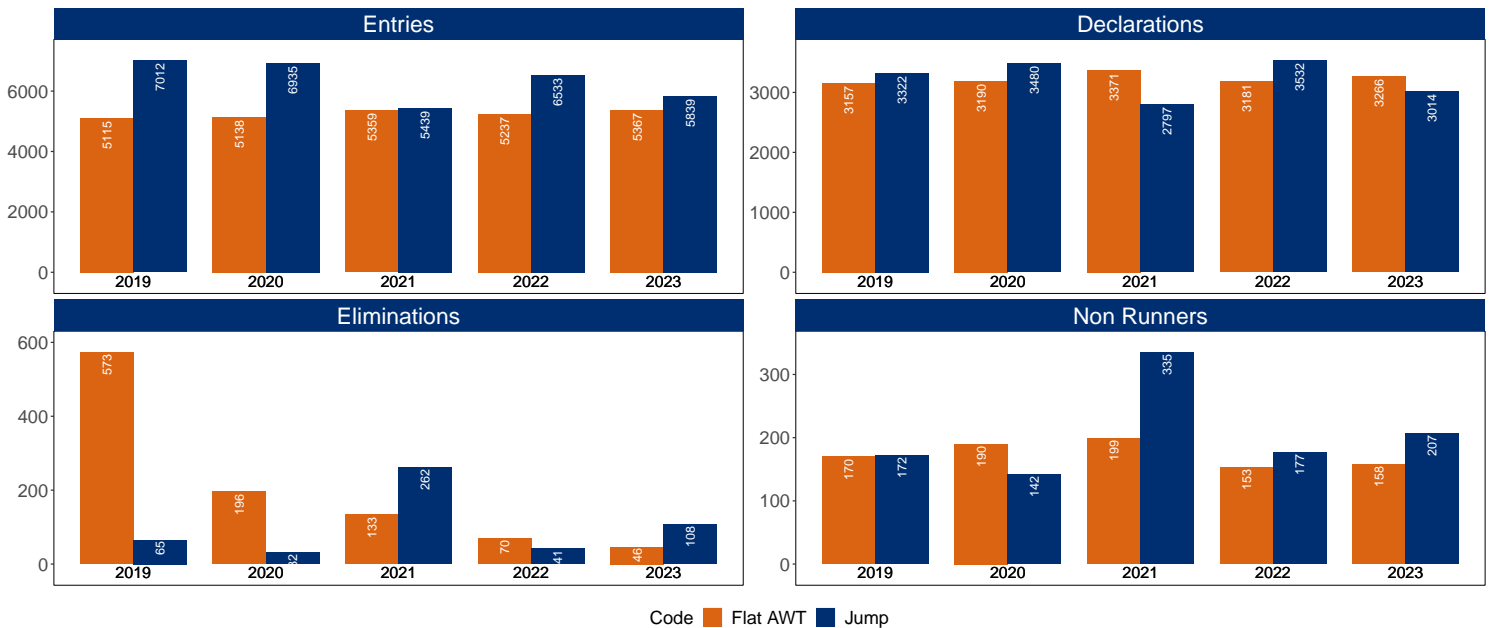 Entries
6000
4000
2000
0
5115 7012 5138 6935 5359 5439 5237 6533 5367 5839
2019 2020 2021 2022 2023
Declarations
3000
2000
1000
0
3157 3322 3190 3480 3371 2797 3181 3532 3266 3014
2019 2020 2021 2022 2023
Eliminations
600
400
200
0
573 65 196 32 133 262 70 41 46 108
2019 2020 2021 2022 2023
Non Runners
300
200
100
0
170 172 190 142 199 335 153 177 158 207
2019 2020 2021 2022 2023
Code Flat AWT Jump